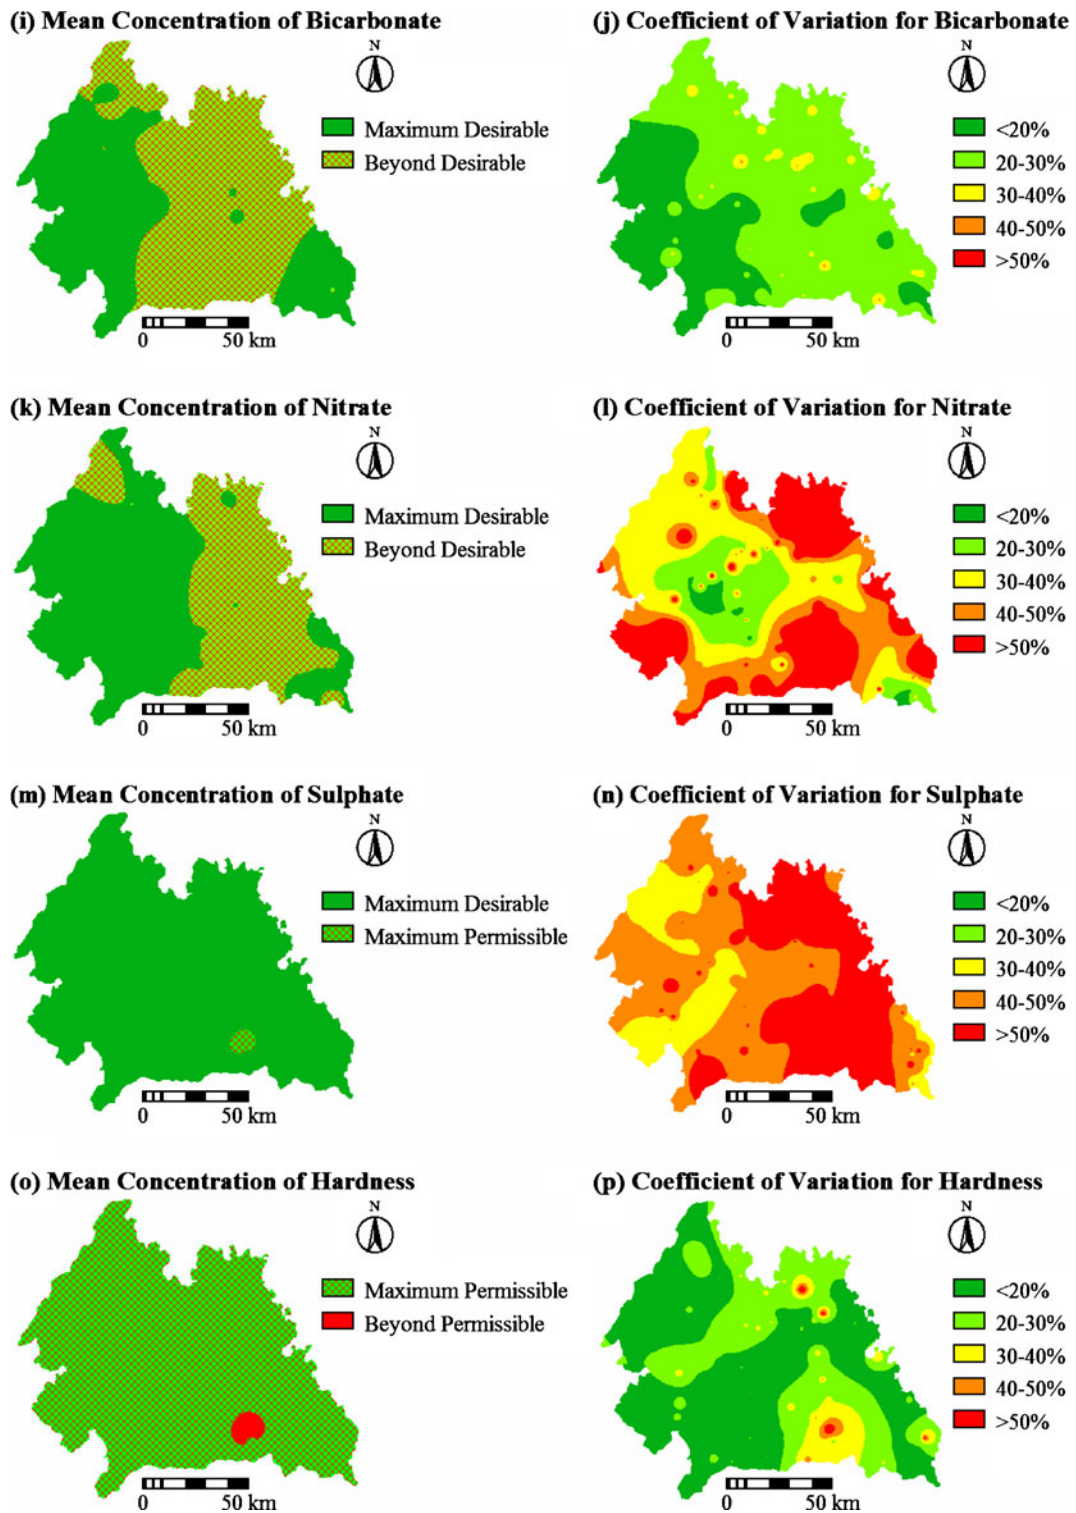 (i) Mean Concentration of Bicarbonate
N
Maximum Desirable
Beyond Desirable
0 50 km
(j) Coefficient of Variation for Bicarbonate
N
<20%
20-30%
30-40%
40-50%
>50%
0 50 km
(k) Mean Concentration of Nitrate
N
Maximum Desirable
Beyond Desirable
0 50 km
(l) Coefficient of Variation for Nitrate
N
<20%
20-30%
30-40%
40-50%
>50%
0 50 km
(m) Mean Concentration of Sulphate
N
Maximum Desirable
Maximum Permissible
0 50 km
(n) Coefficient of Variation for Sulphate
N
<20%
20-30%
30-40%
40-50%
>50%
0 50 km
(o) Mean Concentration of Hardness
N
Maximum Permissible
Beyond Permissible
0 50 km
(p) Coefficient of Variation for Hardness
N
<20%
20-30%
30-40%
40-50%
>50%
0 50 km